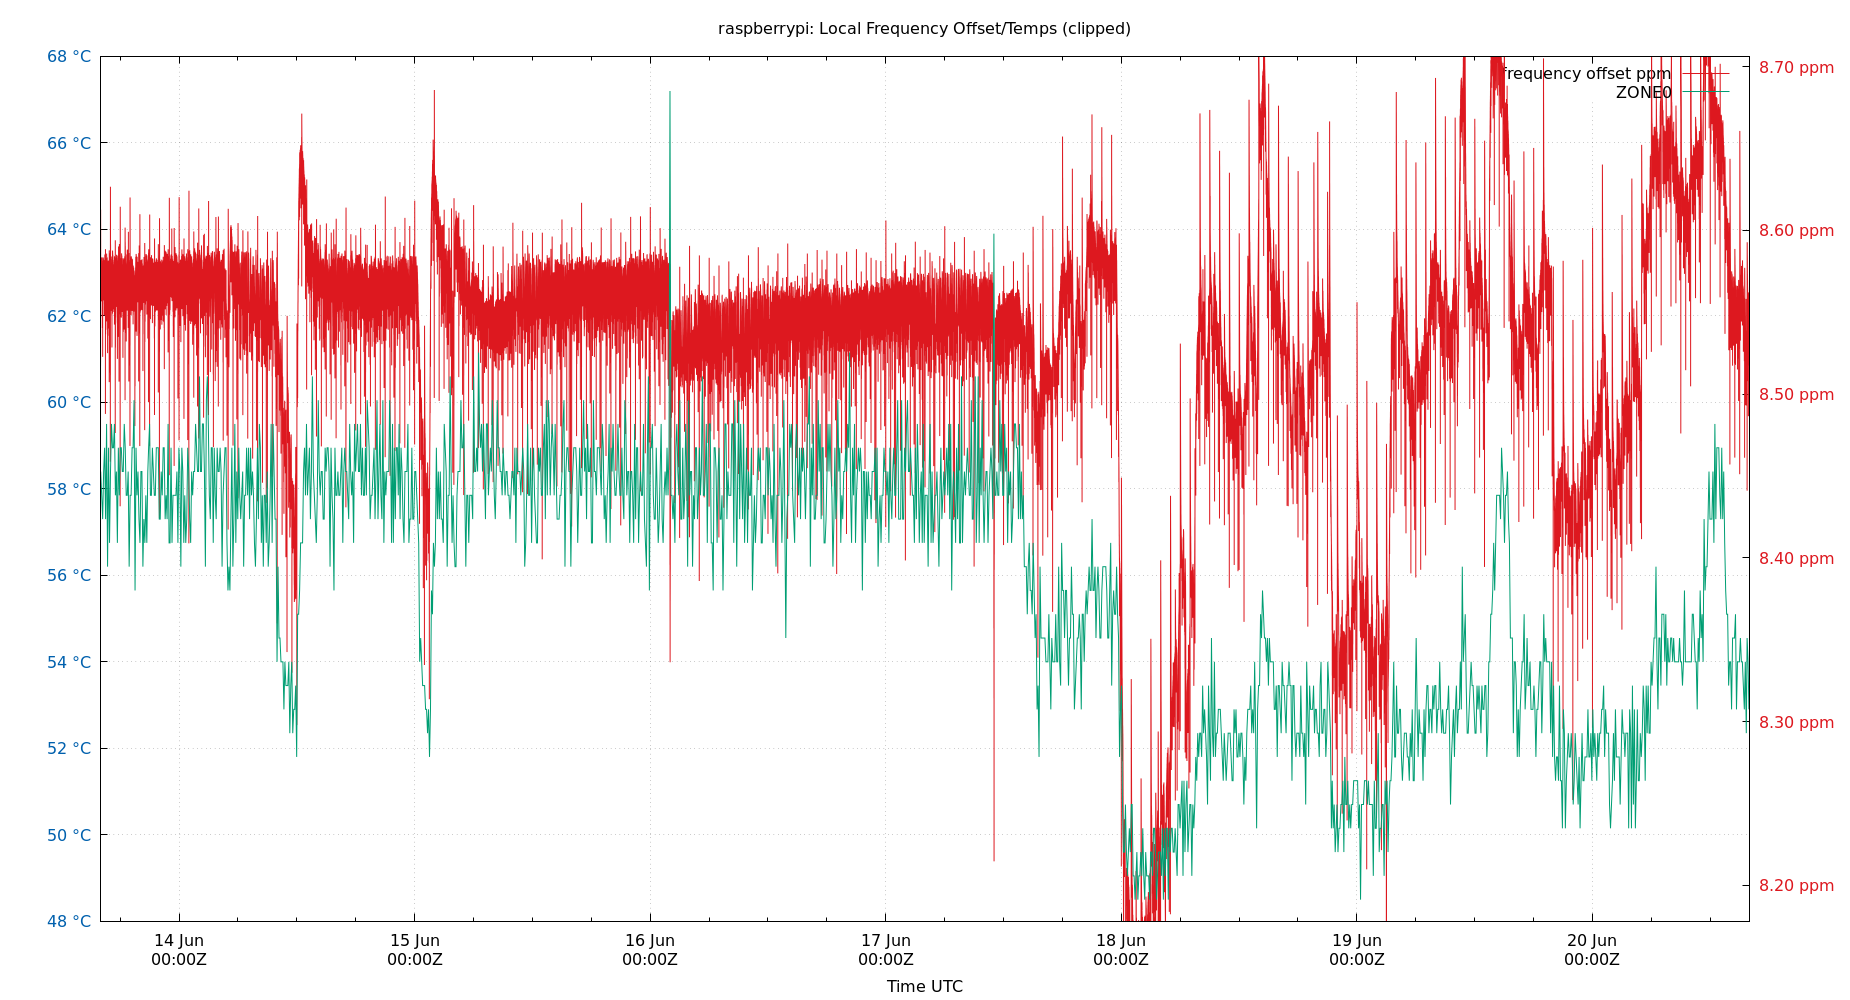 raspberrypi: Local Frequency Offset/Temps (clipped)
68 °C
66 °C
64 °C
62 °C
60 °C
58 °C
56 °C
54 °C
52 °C
50 °C
48 °C
frequency offset ppm
ZONE0
8.70 ppm
8.60 ppm
8.50 ppm
8.40 ppm
8.30 ppm
8.20 ppm
14 Jun
00:00Z
15 Jun
00:00Z
16 Jun
00:00Z
17 Jun
00:00Z
18 Jun
00:00Z
19 Jun
00:00Z
20 Jun
00:00Z
Time UTC